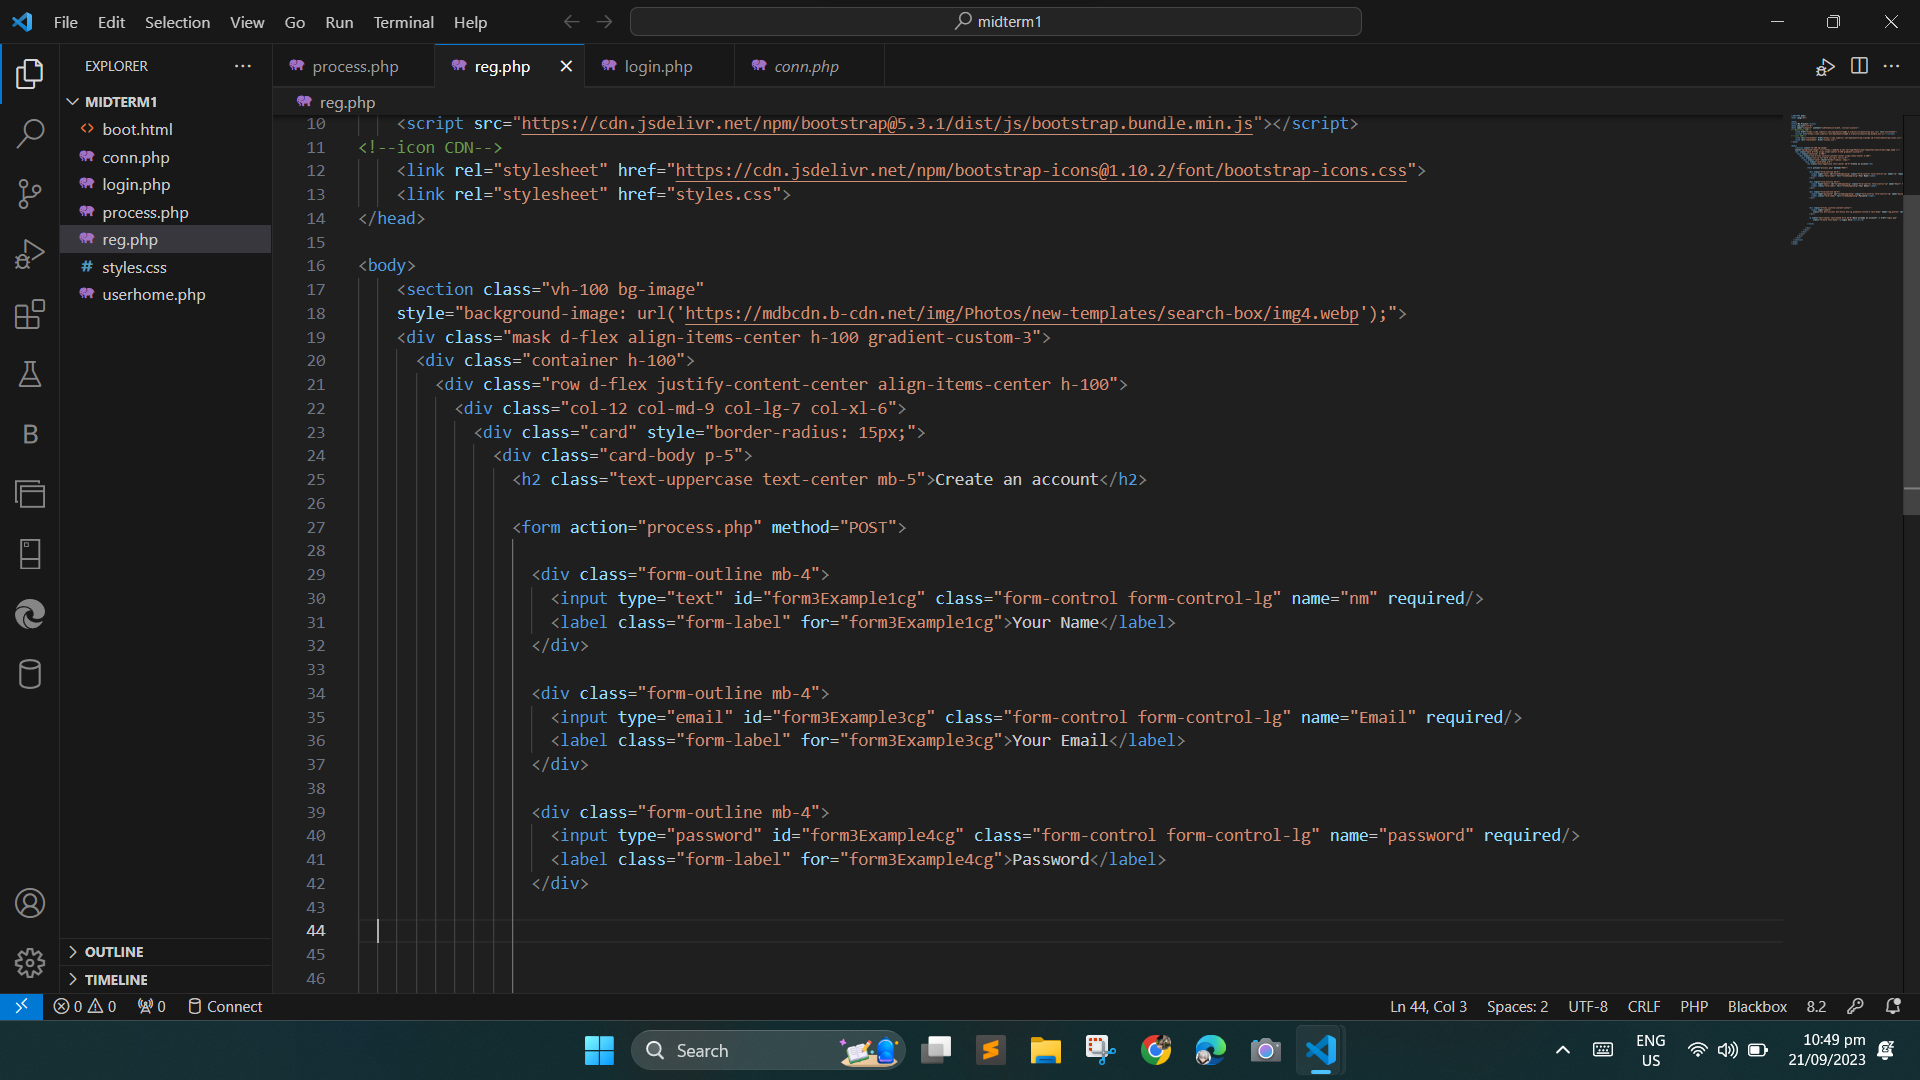 File Edit Selection View Go Run Terminal Help
midterm1
EXPLORER
MIDTERM1
boot.html
conn.php
login.php
process.php
reg.php
styles.css
userhome.php
OUTLINE
TIMELINE
process.php reg.php login.php conn.php
reg.php
10 <script src="https://cdn.jsdelivr.net/npm/bootstrap@5.3.1/dist/js/bootstrap.bundle.min.js"></script>
11 <!--icon CDN-->
12 <link rel="stylesheet" href="https://cdn.jsdelivr.net/npm/bootstrap-icons@1.10.2/font/bootstrap-icons.css">
13 <link rel="stylesheet" href="styles.css">
14 </head>
15
16 <body>
17 <section class="vh-100 bg-image"
18 style="background-image: url('https://mdbcdn.b-cdn.net/img/Photos/new-templates/search-box/img4.webp');">
19 <div class="mask d-flex align-items-center h-100 gradient-custom-3">
20 <div class="container h-100">
21 <div class="row d-flex justify-content-center align-items-center h-100">
22 <div class="col-12 col-md-9 col-lg-7 col-xl-6">
23 <div class="card" style="border-radius: 15px;">
24 <div class="card-body p-5">
25 <h2 class="text-uppercase text-center mb-5">Create an account</h2>
26
27 <form action="process.php" method="POST">
28
29 <div class="form-outline mb-4">
30 <input type="text" id="form3Example1cg" class="form-control form-control-lg" name="nm" required/>
31 <label class="form-label" for="form3Example1cg">Your Name</label>
32 </div>
33
34 <div class="form-outline mb-4">
35 <input type="email" id="form3Example3cg" class="form-control form-control-lg" name="Email" required/>
36 <label class="form-label" for="form3Example3cg">Your Email</label>
37 </div>
38
39 <div class="form-outline mb-4">
40 <input type="password" id="form3Example4cg" class="form-control form-control-lg" name="password" required/>
41 <label class="form-label" for="form3Example4cg">Password</label>
42 </div>
43
44
45
46
0 0 0 Connect
Ln 44, Col 3 Spaces: 2 UTF-8 CRLF PHP Blackbox 8.2
Search
ENG
US
10:49 pm
21/09/2023